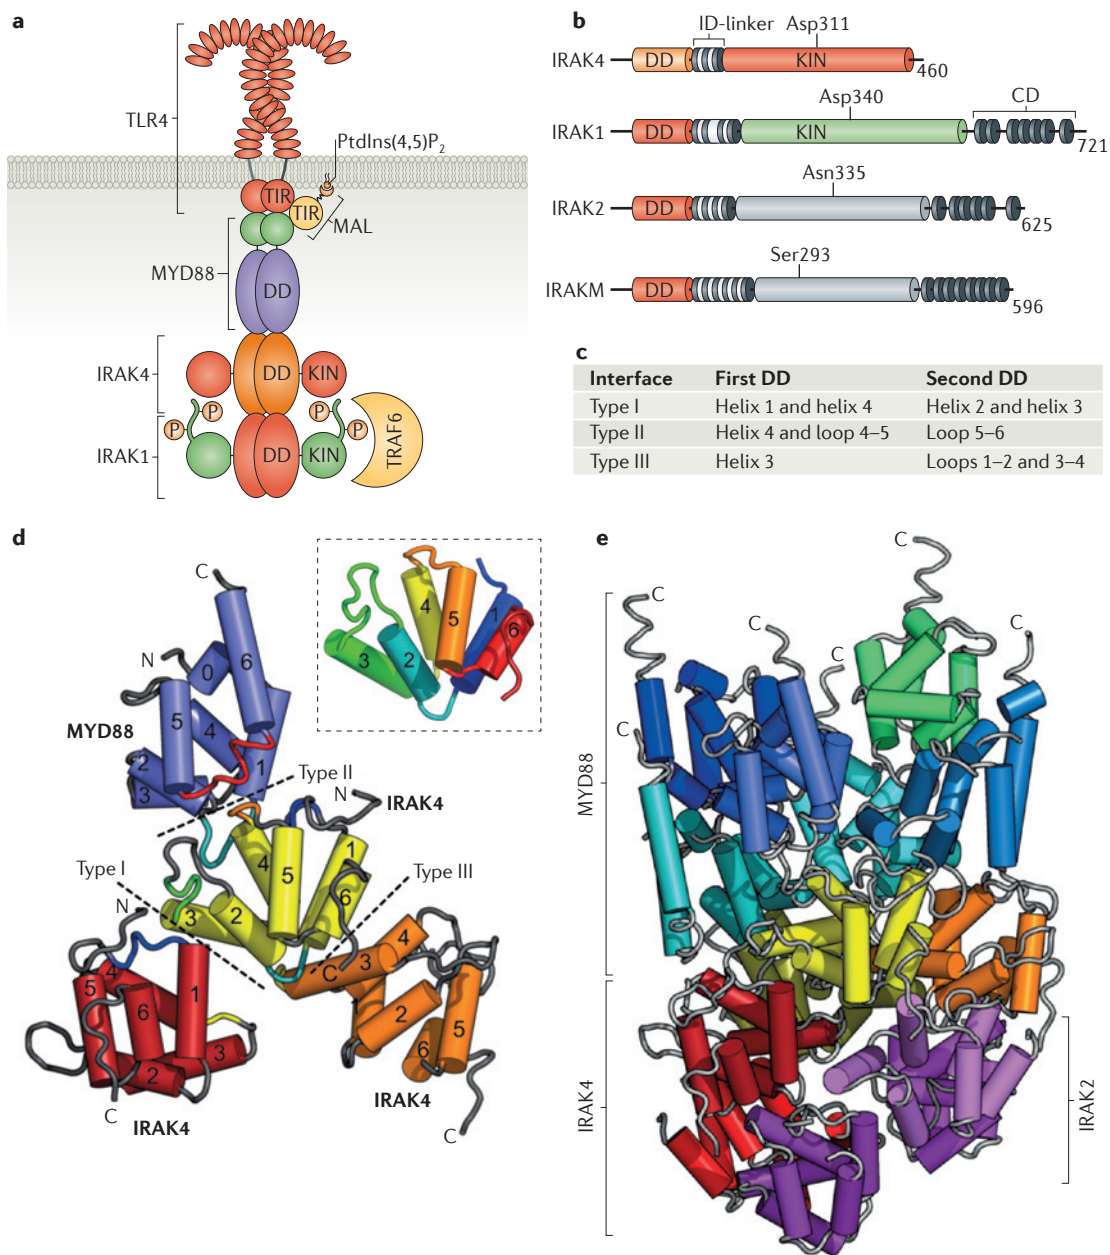 a
TLR4
PtdIns(4,5)P2
TIR
TIR
MAL
MYD88
DD
IRAK4
DD
KIN
P
P
P
P
IRAK1
DD
KIN
TRAF6
b
ID-linker
Asp311
IRAK4
DD
KIN
460
Asp340
CD
IRAK1
DD
KIN
721
Asn335
IRAK2
DD
625
Ser293
IRAKM
DD
596
c
Interface First DD Second DD
Type I Helix 1 and helix 4 Helix 2 and helix 3
Type II Helix 4 and loop 4–5 Loop 5–6
Type III Helix 3 Loops 1–2 and 3–4
d
C
N
0
6
5
4
MYD88
2
1
3
4
5
1
3
2
6
Type II
N
IRAK4
4
1
5
Type I
Type III
6
N
3
2
4
3
C
4
5
1
6
2
5
3
6
2
C
IRAK4
IRAK4
C
e
C
C
C
C
C
C
MYD88
IRAK4
IRAK2